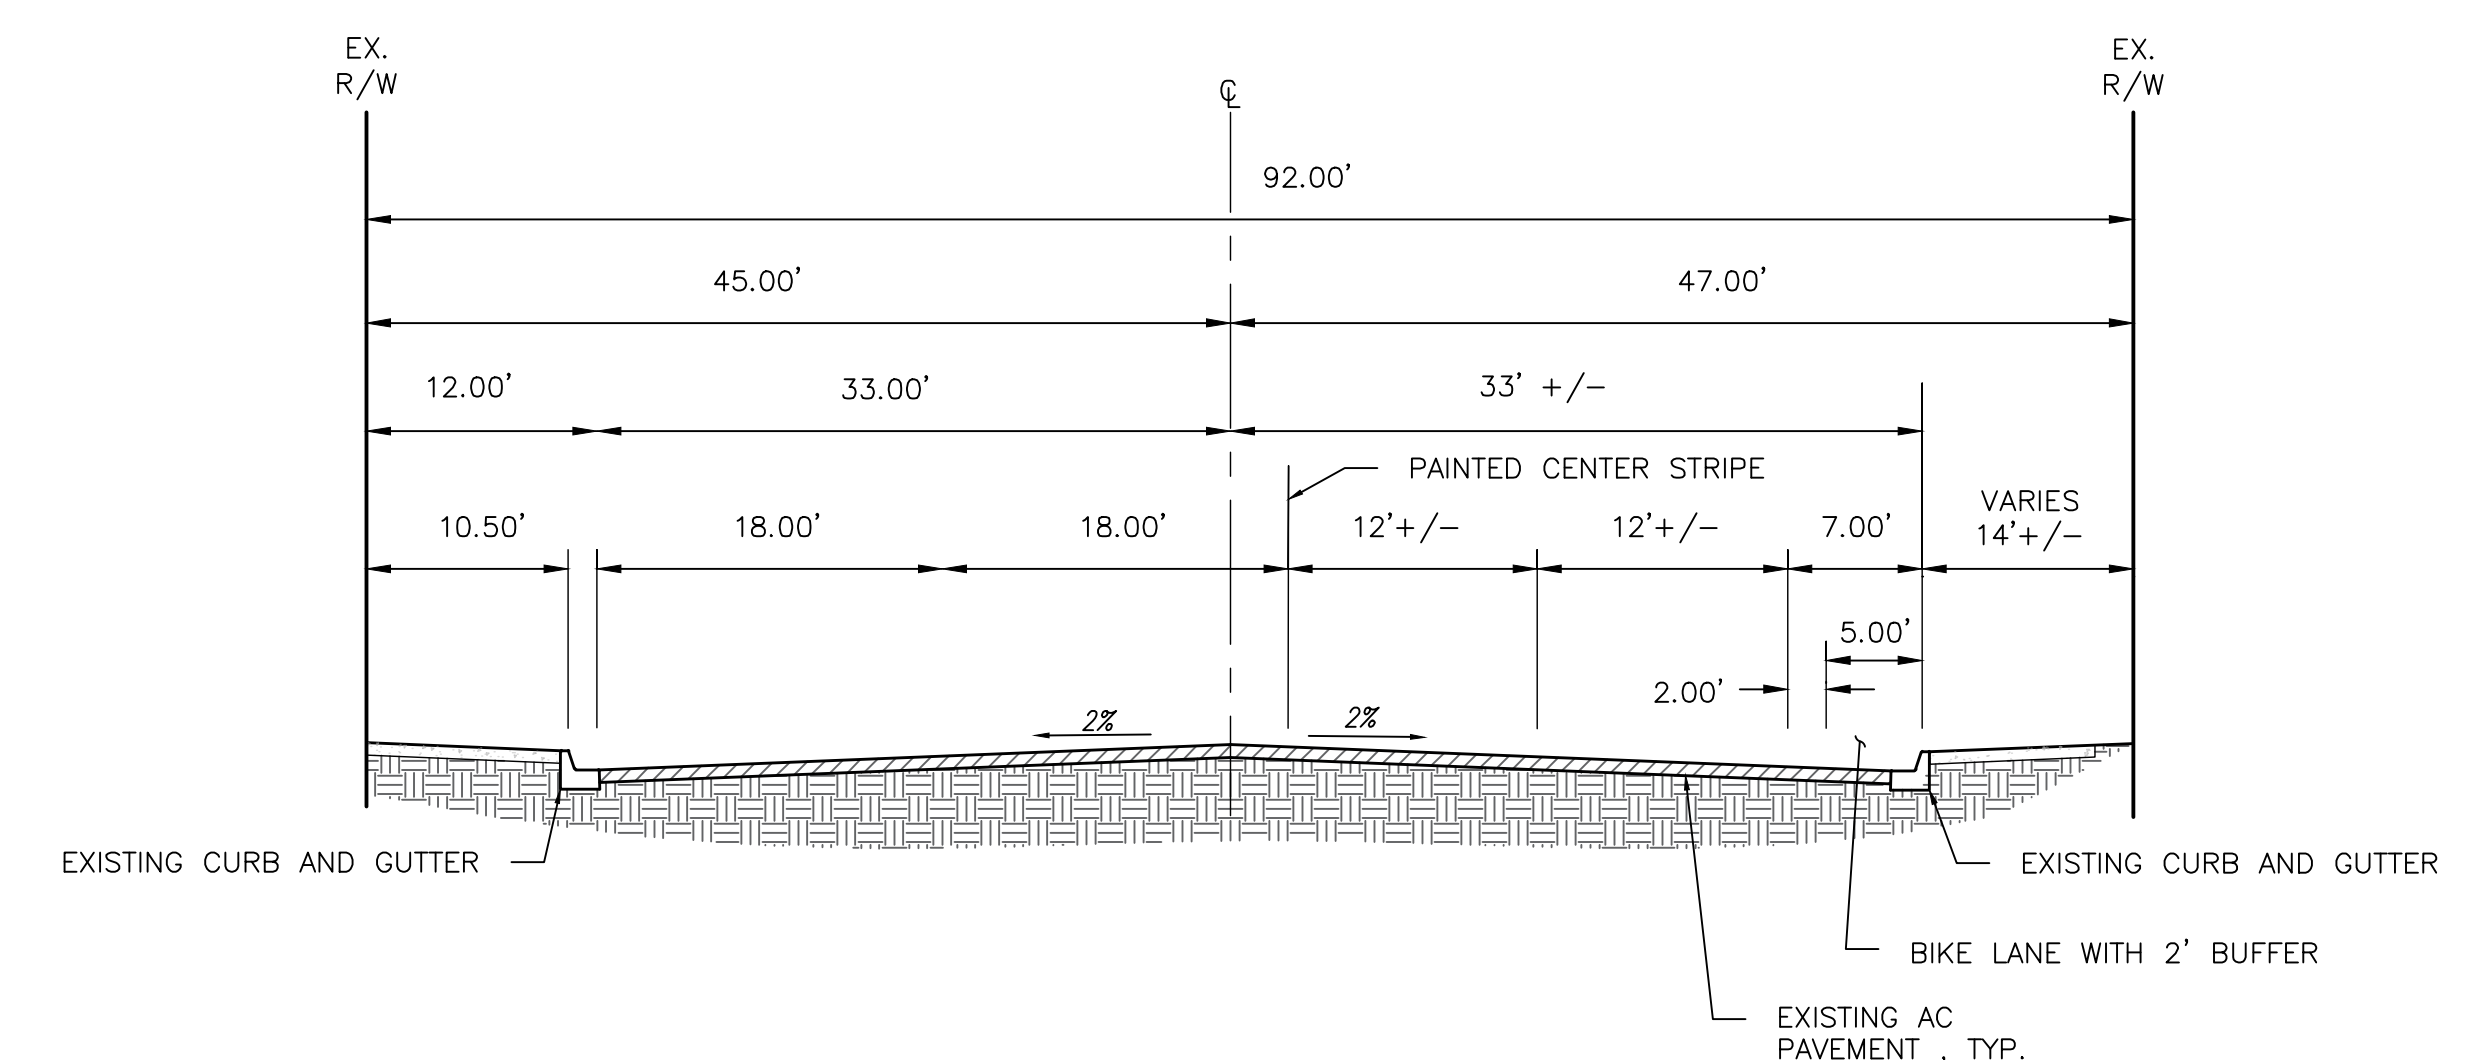 EX.
R/W
EX.
R/W
℄
92.00'
45.00'
47.00'
12.00'
33.00'
33' +/-
PAINTED CENTER STRIPE
10.50'
18.00'
18.00'
12'+/-
12'+/-
7.00'
VARIES
14'+/-
5.00'
2.00'
2%
2%
EXISTING CURB AND GUTTER
EXISTING CURB AND GUTTER
BIKE LANE WITH 2' BUFFER
EXISTING AC
PAVEMENT , TYP.